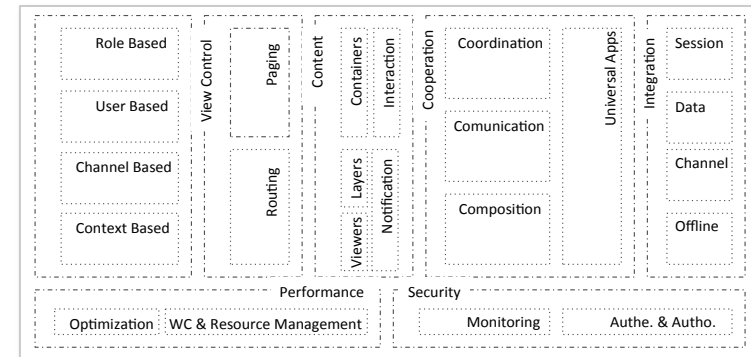 Role Based
User Based
Channel Based
Context Based
View Control
Paging
Routing
Content
Containers
Interaction
Layers
Viewers
Notification
Cooperation
Coordination
Comunication
Composition
Universal Apps
Integration
Session
Data
Channel
Offline
Performance
Optimization
WC & Resource Management
Security
Monitoring
Authe. & Autho.